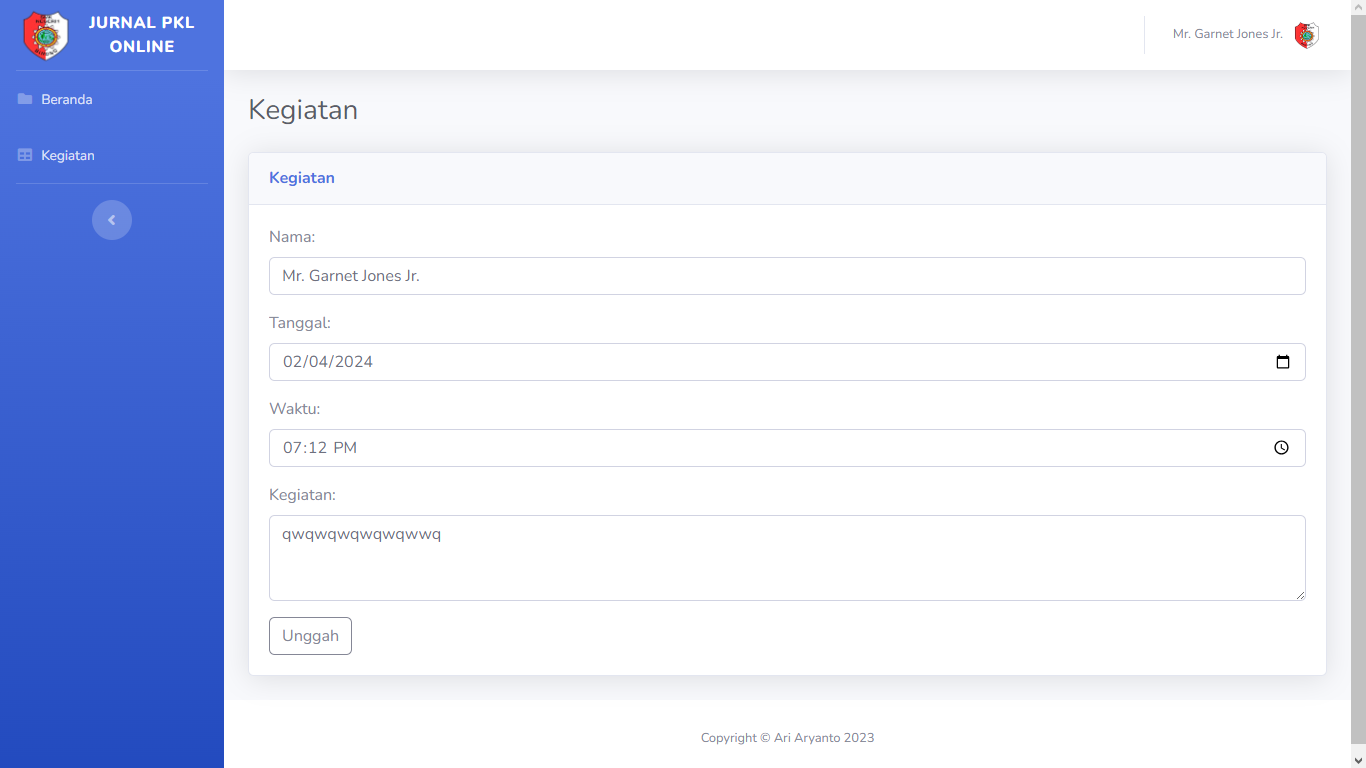 JURNAL PKL
ONLINE
Mr. Garnet Jones Jr.
Beranda
Kegiatan
Kegiatan
Kegiatan
Nama:
Mr. Garnet Jones Jr.
Tanggal:
02/04/2024
Waktu:
07:12 PM
Kegiatan:
qwqwqwqwqwqwwq
Unggah
Copyright © Ari Aryanto 2023